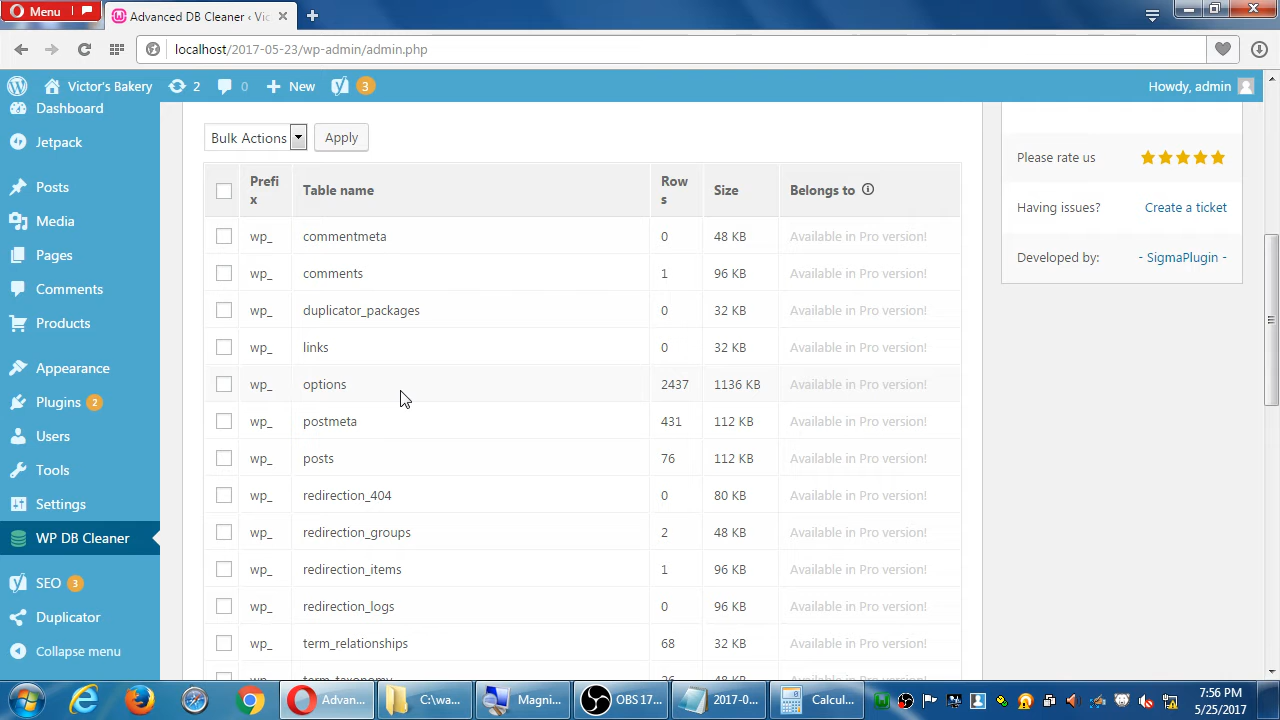 Menu
Advanced DB Cleaner ‹ Vic
localhost/2017-05-23/wp-admin/admin.php
Victor's Bakery 2 0 New 3 Howdy, admin
Dashboard
Jetpack
Posts
Media
Pages
Comments
Products
Appearance
Plugins 2
Users
Tools
Settings
WP DB Cleaner
SEO 3
Duplicator
Collapse menu
Bulk Actions Apply
Prefi
x
Table name
Row
s
Size
Belongs to
wp_ commentmeta 0 48 KB Available in Pro version!
wp_ comments 1 96 KB Available in Pro version!
wp_ duplicator_packages 0 32 KB Available in Pro version!
wp_ links 0 32 KB Available in Pro version!
wp_ options 2437 1136 KB Available in Pro version!
wp_ postmeta 431 112 KB Available in Pro version!
wp_ posts 76 112 KB Available in Pro version!
wp_ redirection_404 0 80 KB Available in Pro version!
wp_ redirection_groups 2 48 KB Available in Pro version!
wp_ redirection_items 1 96 KB Available in Pro version!
wp_ redirection_logs 0 96 KB Available in Pro version!
wp_ term_relationships 68 32 KB Available in Pro version!
Please rate us
Having issues? Create a ticket
Developed by: - SigmaPlugin -
Advan... C:\wa... Magni... OBS 17... 2017-0... Calcul...
7:56 PM
5/25/2017